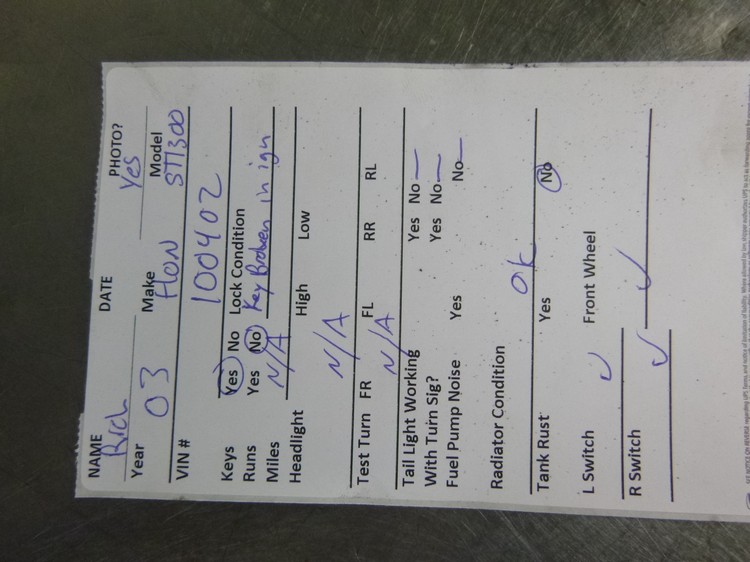 NAME DATE PHOTO?
Rich Yes
Year Make Model
03 Hon ST1300
VIN # 100402
Keys Yes No Lock Condition
Runs Yes No Key Broken in ign
Miles N/A
Headlight High Low
N/A
Test Turn FR FL RR RL
N/A
Tail Light Working Yes No
With Turn Sig? Yes No
Fuel Pump Noise Yes No
Radiator Condition
Ok
Tank Rust Yes No
L Switch Front Wheel
R Switch